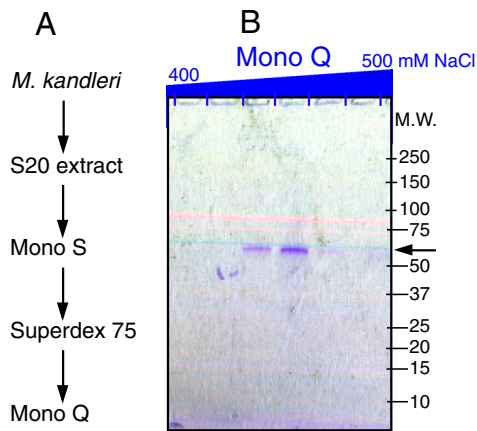 A
B
Mono Q
400
500 mM NaCl
M. kandleri
M.W.
S20 extract
250
150
100
75
Mono S
50
37
Superdex 75
25
20
15
Mono Q
10